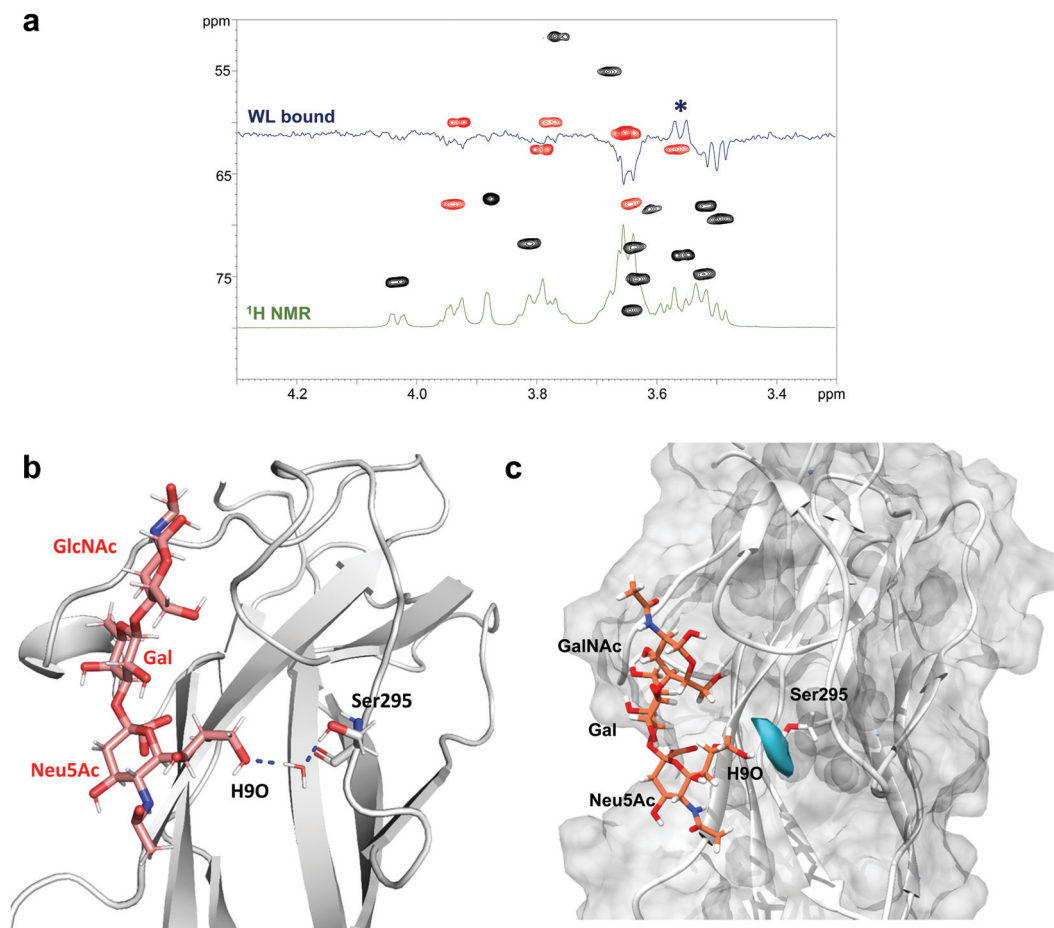 a
ppm
55
WL bound
*
65
75
¹H NMR
4.2 4.0 3.8 3.6 3.4 ppm
b
GlcNAc
Gal
Ser295
Neu5Ac
H9O
c
GalNAc
Ser295
Gal
H9O
Neu5Ac